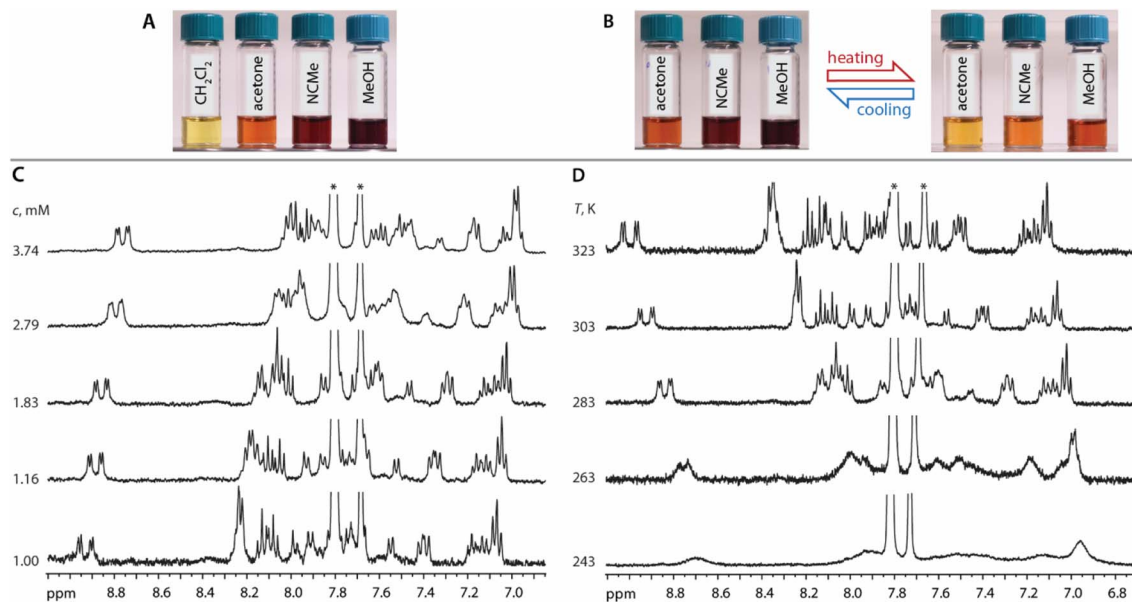 A
CH2Cl2
acetone
NCMe
MeOH
B
acetone
NCMe
MeOH
heating
cooling
acetone
NCMe
MeOH
C
c, mM
* *
3.74
2.79
1.83
1.16
1.00
ppm 8.8 8.6 8.4 8.2 8.0 7.8 7.6 7.4 7.2 7.0
D
T, K
* *
323
303
283
263
243
ppm 8.8 8.6 8.4 8.2 8.0 7.8 7.6 7.4 7.2 7.0 6.8